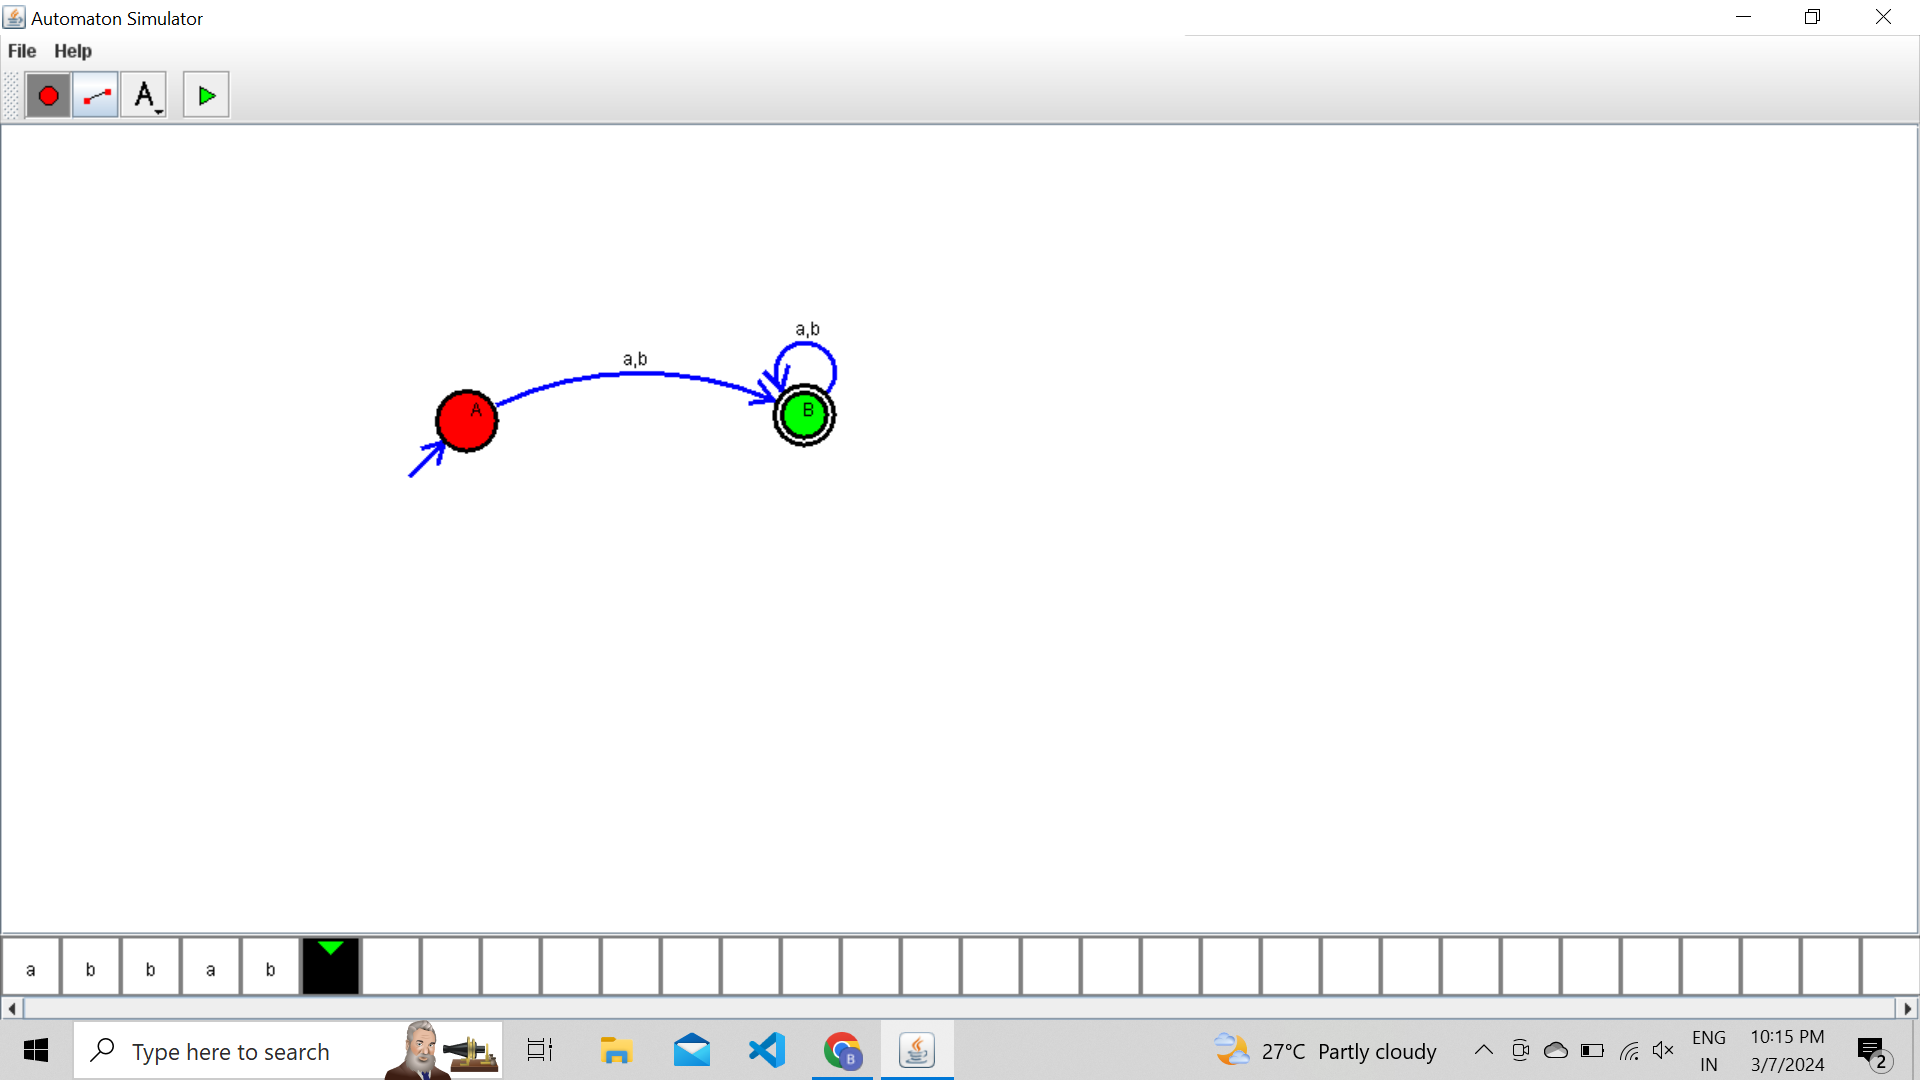 Automaton Simulator
File Help
A
a,b
a,b
A
B
a b b a b
Type here to search
B
27°C Partly cloudy
ENG
IN
10:15 PM
3/7/2024
2